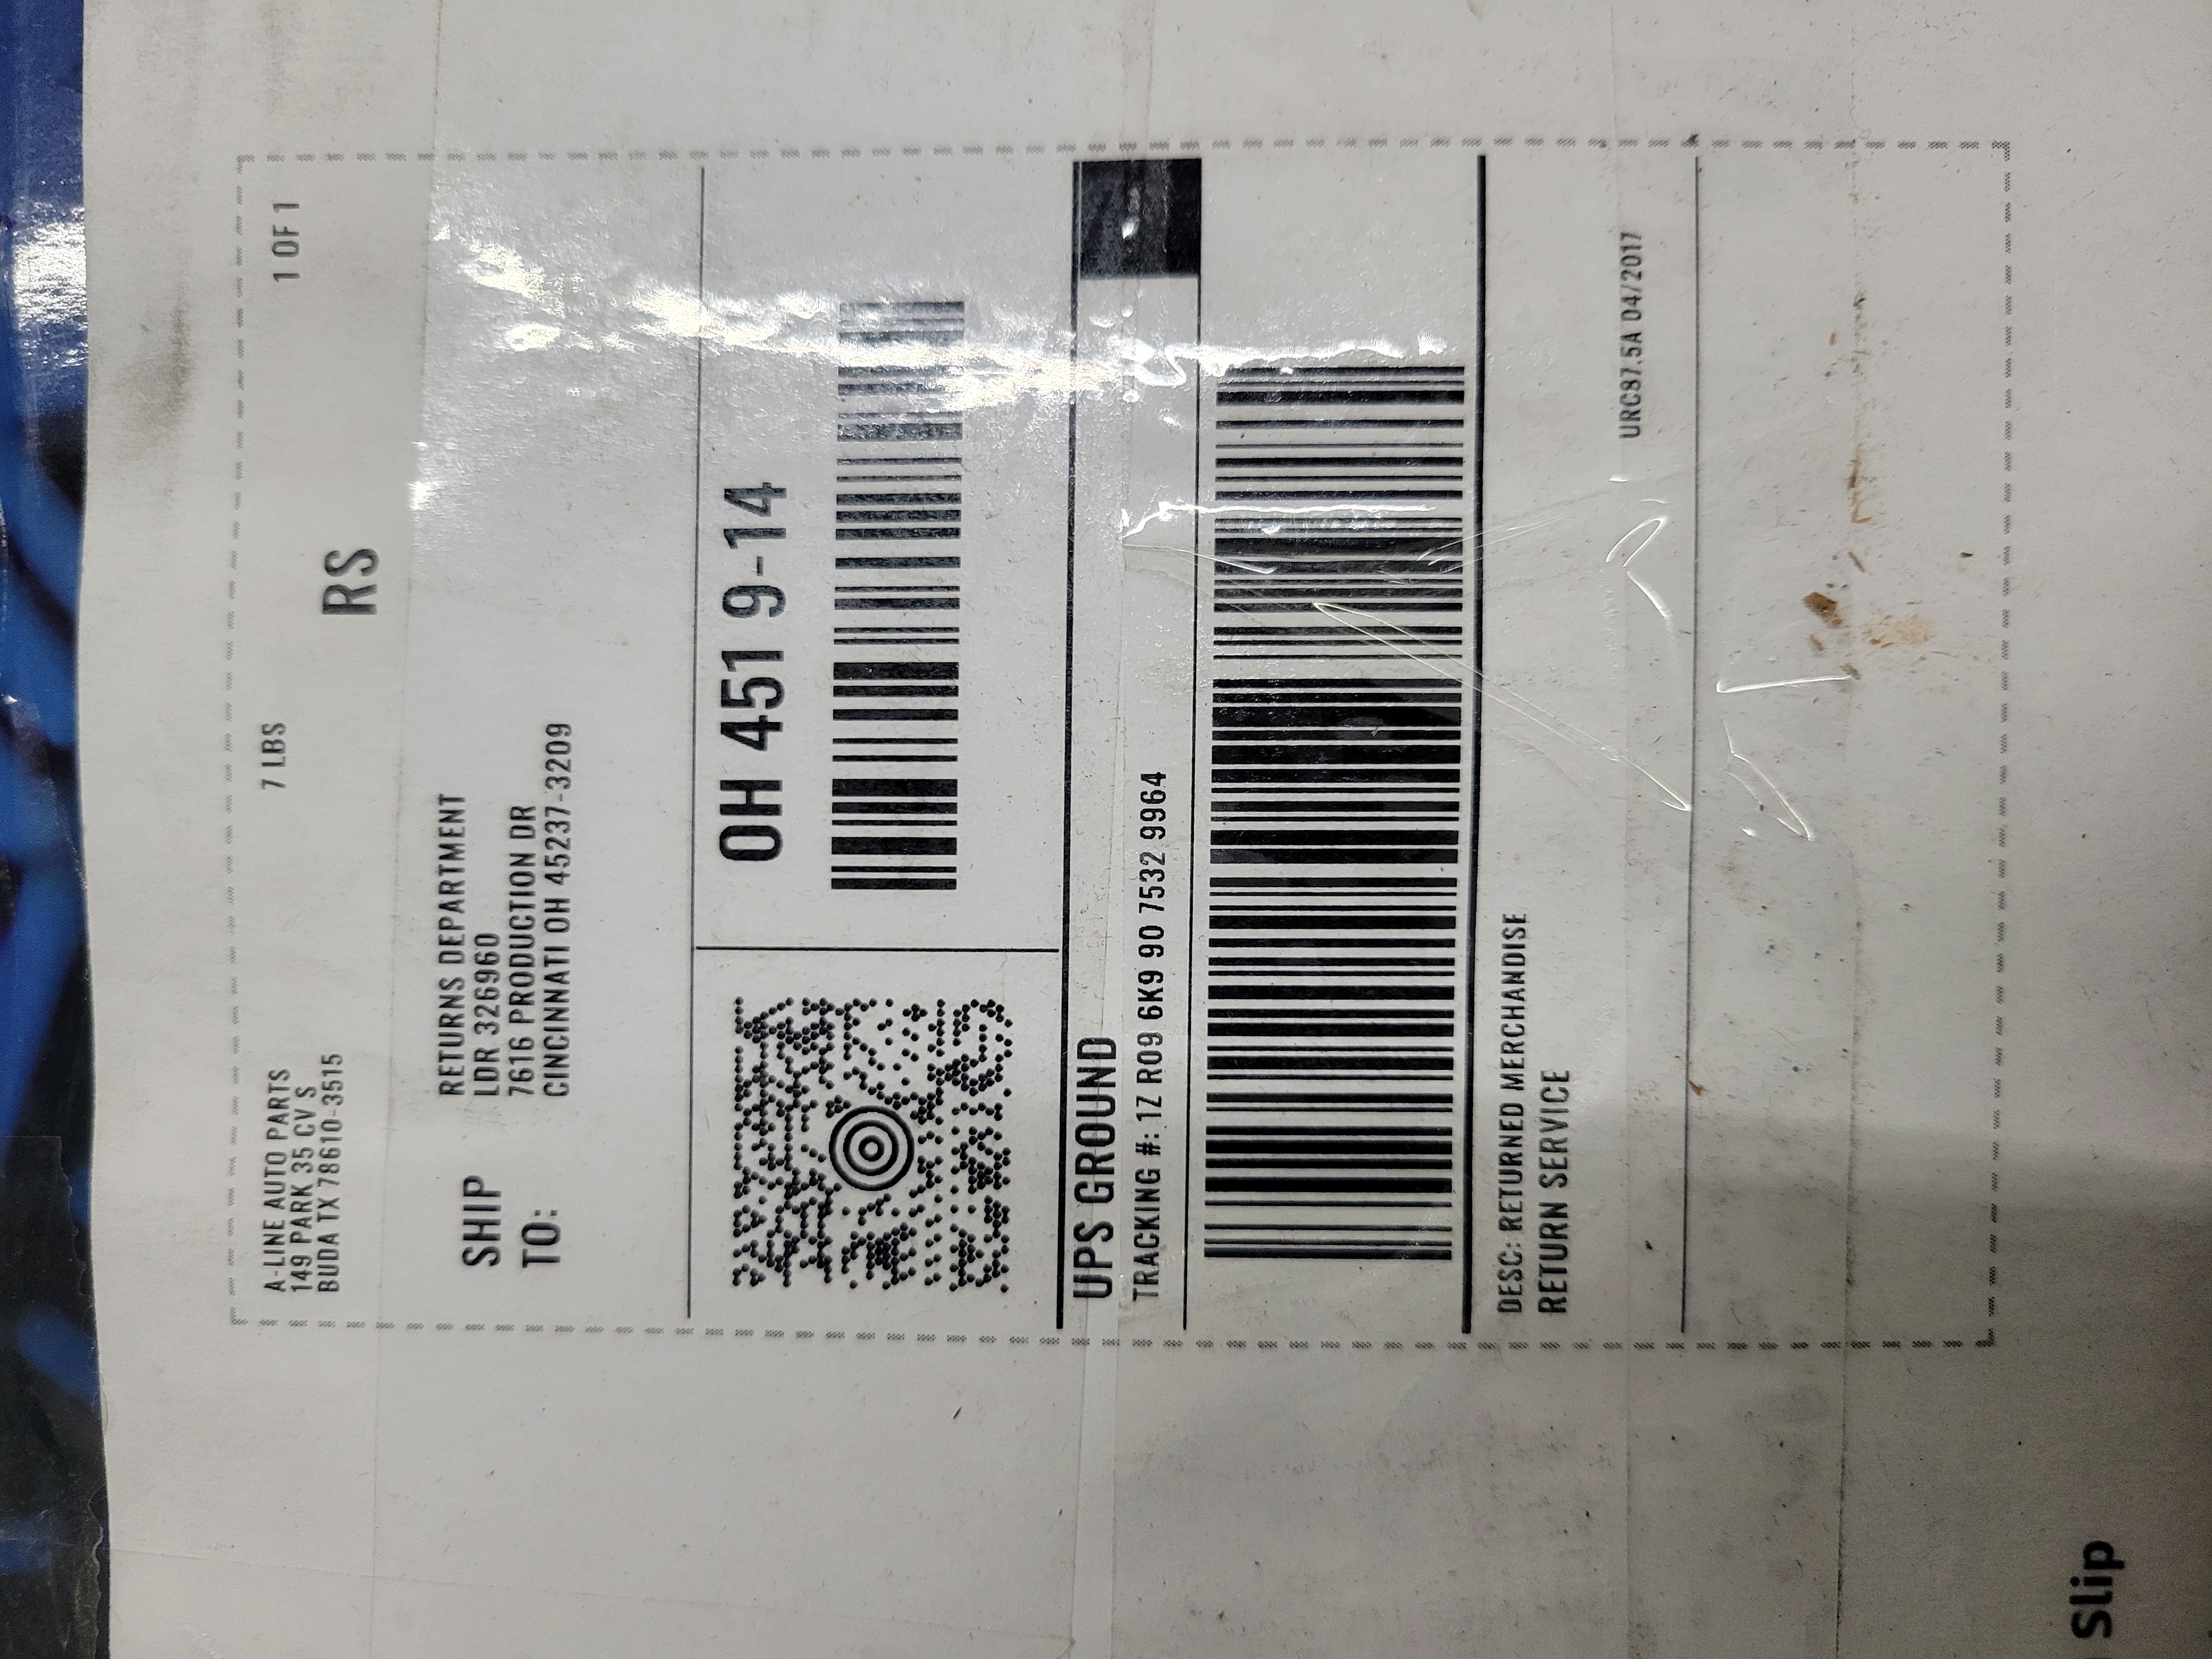 A-LINE AUTO PARTS
149 PARK 35 CV S
BUDA TX 78610-3515
7 LBS
1 OF 1
RS
SHIP
TO:
RETURNS DEPARTMENT
LDR 326960
7616 PRODUCTION DR
CINCINNATI OH 45237-3209
OH 451 9-14
UPS GROUND
TRACKING #: 1Z R09 6K9 90 7532 9964
DESC: RETURNED MERCHANDISE
RETURN SERVICE
URC87.5A 04/2017
Slip